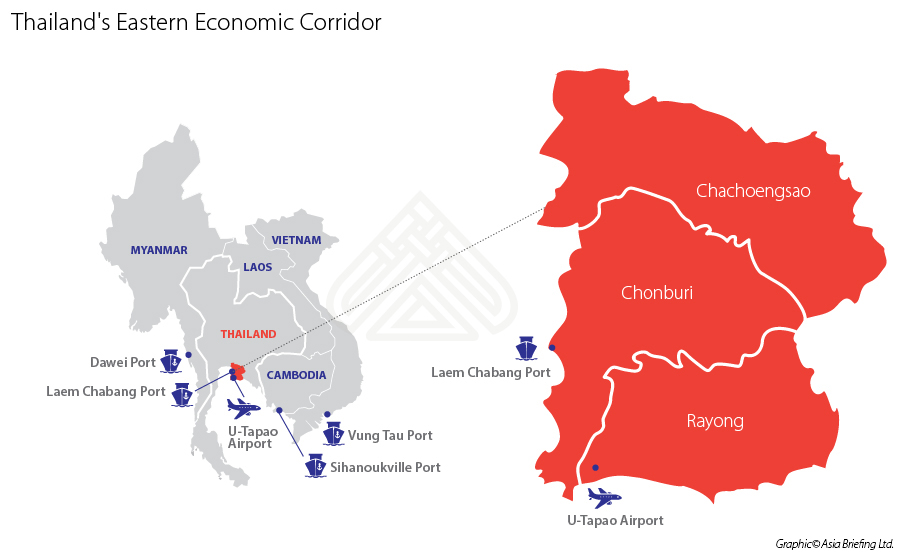 Thailand's Eastern Economic Corridor
Chachoengsao
VIETNAM
MYANMAR
LAOS
Chonburi
THAILAND
Dawei Port
Laem Chabang Port
CAMBODIA
Laem Chabang Port
U-Tapao
Airport
Vung Tau Port
Rayong
Sihanoukville Port
U-Tapao Airport
Graphic© Asia Briefing Ltd.